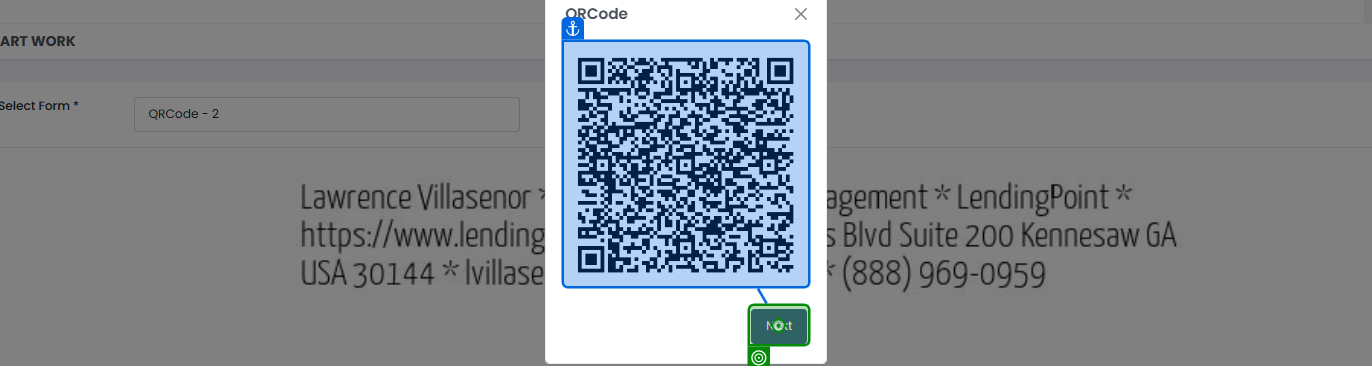 QRCode
ART WORK
Select Form *
QRCode - 2
Lawrence Villasenor * agement * LendingPoint *
https://www.lending s Blvd Suite 200 Kennesaw GA
USA 30144 * lvillase * (888) 969-0959
Next